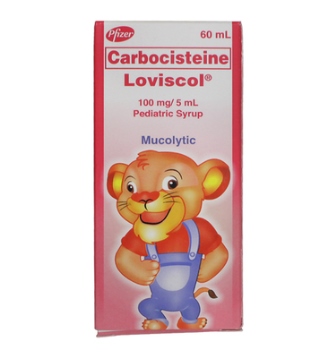 Pfizer
60 mL
Carbocisteine
Loviscol®
100 mg/ 5 mL
Pediatric Syrup
Mucolytic